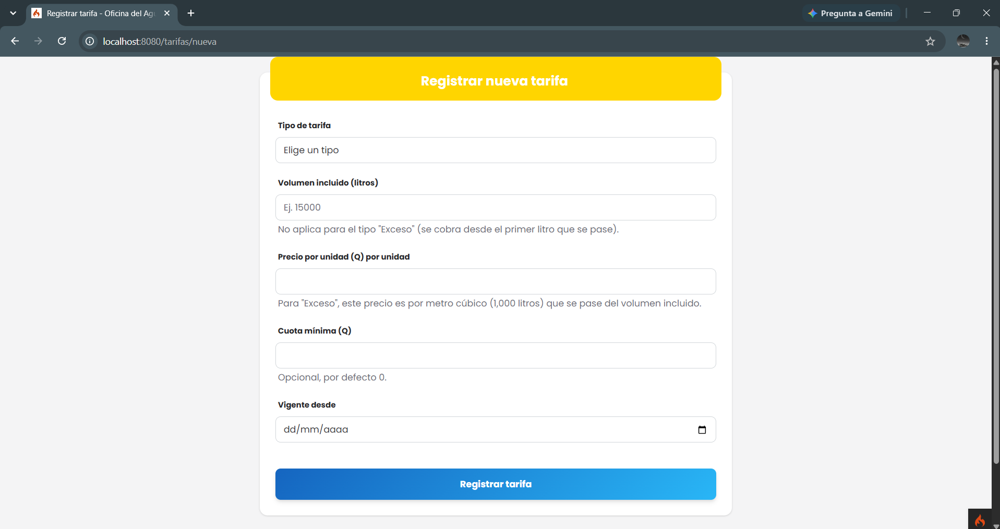 Registrar tarifa - Oficina del Agu
Pregunta a Gemini
localhost:8080/tarifas/nueva
Registrar nueva tarifa
Tipo de tarifa
Elige un tipo
Volumen incluido (litros)
Ej. 15000
No aplica para el tipo "Exceso" (se cobra desde el primer litro que se pase).
Precio por unidad (Q) por unidad
Para "Exceso", este precio es por metro cúbico (1,000 litros) que se pase del volumen incluido.
Cuota mínima (Q)
Opcional, por defecto 0.
Vigente desde
dd/mm/aaaa
Registrar tarifa